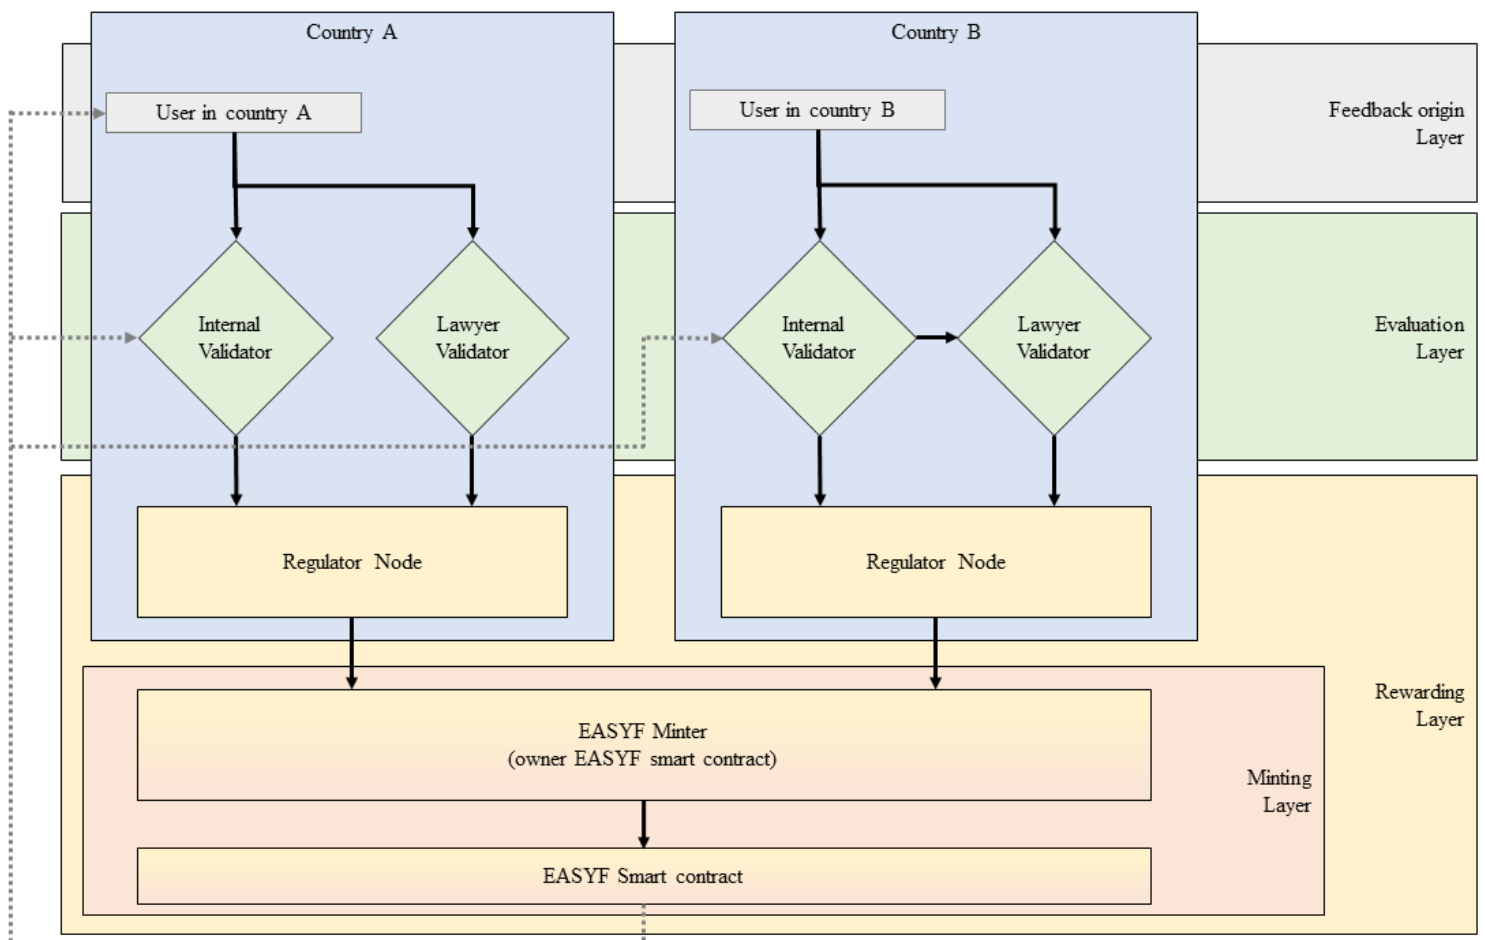 Country A
Country B
User in country A
User in country B
Feedback origin
Layer
Internal
Validator
Lawyer
Validator
Internal
Validator
Lawyer
Validator
Evaluation
Layer
Regulator Node
Regulator Node
Rewarding
Layer
EASYF Minter
(owner EASYF smart contract)
Minting
Layer
EASYF Smart contract